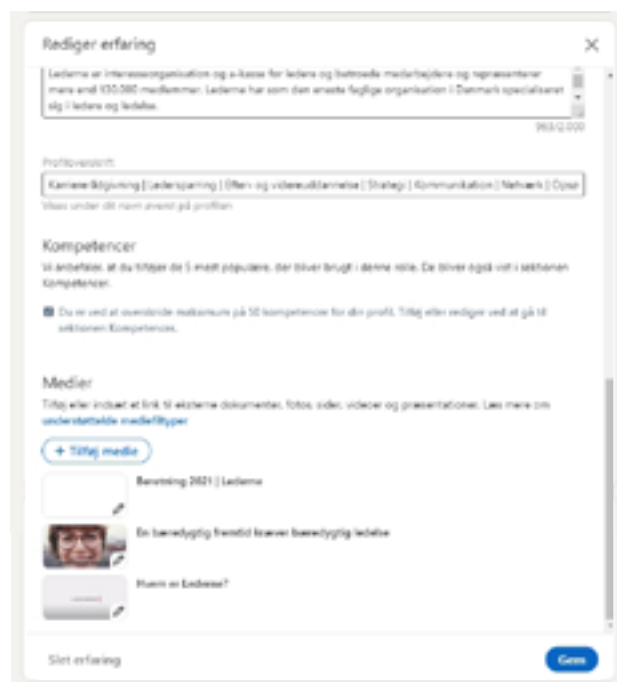 Rediger erfaring
Lederne er interesseorganisation og a-kasse for ledere og betroede medarbejdere og repræsenterer
mere end 130.000 medlemmer. Lederne har som den eneste faglige organisation i Danmark specialiseret
sig i ledere og ledelse.
963/2.000
Profiloverskrift
Karriererådgivning | Ledersparring | Efter- og videreuddannelse | Strategi | Kommunikation | Netværk | Opsø
Vises under dit navn øverst på profilen
Kompetencer
Vi anbefaler, at du tilføjer de 5 mest populære, der bliver brugt i denne rolle. De bliver også vist i sektionen
Kompetencer.
Du er ved at overskride maksimum på 50 kompetencer for din profil. Tilføj eller rediger ved at gå til
sektionen Kompetencer.
Medier
Tilføj eller indsæt et link til eksterne dokumenter, fotos, sider, videoer og præsentationer. Læs mere om
understøttelde mediefiltyper
+ Tilføj medie
Beretning 2021 | Lederne
En bæredygtig fremtid kræver bæredygtig ledelse
Hvem er Lederne?
Slet erfaring
Gem